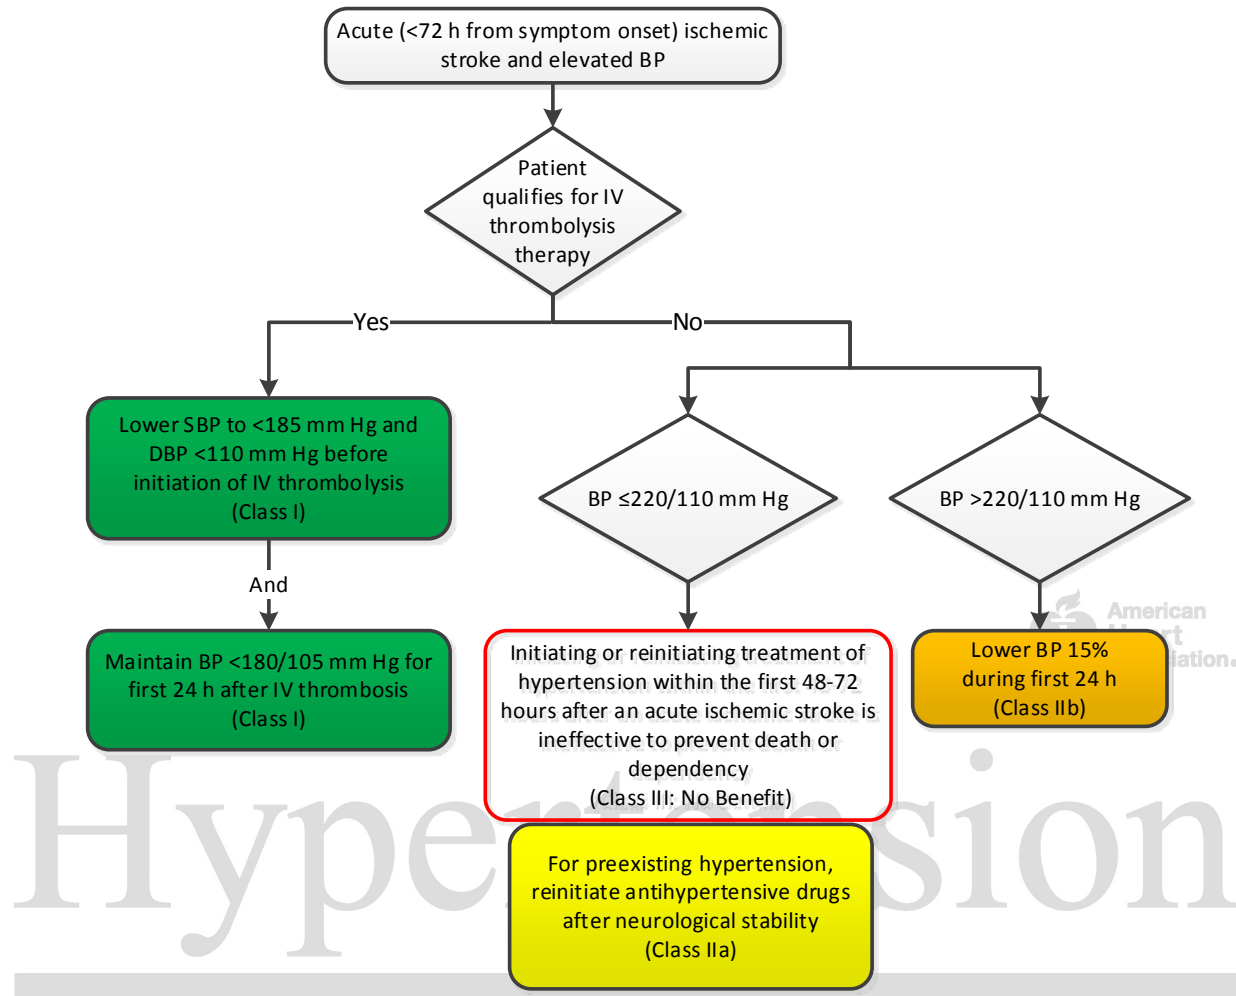 Acute (<72 h from symptom onset) ischemic
stroke and elevated BP
Patient
qualifies for IV
thrombolysis
therapy
Yes
No
Lower SBP to <185 mm Hg and
DBP <110 mm Hg before
initiation of IV thrombolysis
(Class I)
And
Maintain BP <180/105 mm Hg for
first 24 h after IV thrombosis
(Class I)
BP ≤220/110 mm Hg
BP >220/110 mm Hg
Initiating or reinitiating treatment of
hypertension within the first 48-72
hours after an acute ischemic stroke is
ineffective to prevent death or
dependency
(Class III: No Benefit)
For preexisting hypertension,
reinitiate antihypertensive drugs
after neurological stability
(Class IIa)
Lower BP 15%
during first 24 h
(Class IIb)
American
Hypertension